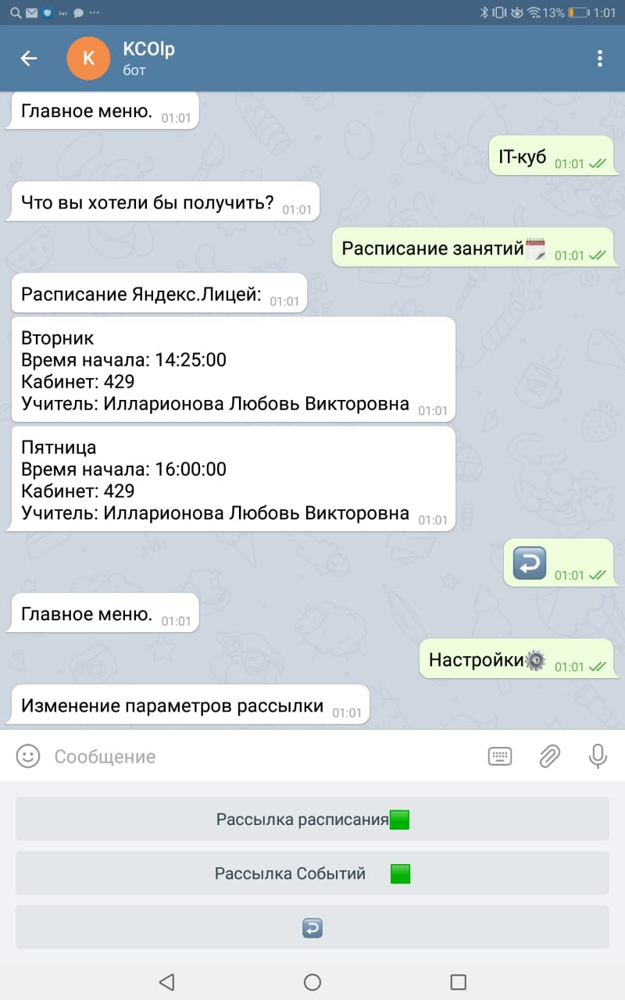 13% 1:01
K
KCOlp
бот
Главное меню. 01:01
IT-куб 01:01
Что вы хотели бы получить? 01:01
Расписание занятий 01:01
Расписание Яндекс.Лицей: 01:01
Вторник
Время начала: 14:25:00
Кабинет: 429
Учитель: Илларионова Любовь Викторовна 01:01
Пятница
Время начала: 16:00:00
Кабинет: 429
Учитель: Илларионова Любовь Викторовна 01:01
01:01
Главное меню. 01:01
Настройки 01:01
Изменение параметров рассылки 01:01
Сообщение
Рассылка расписания
Рассылка Событий